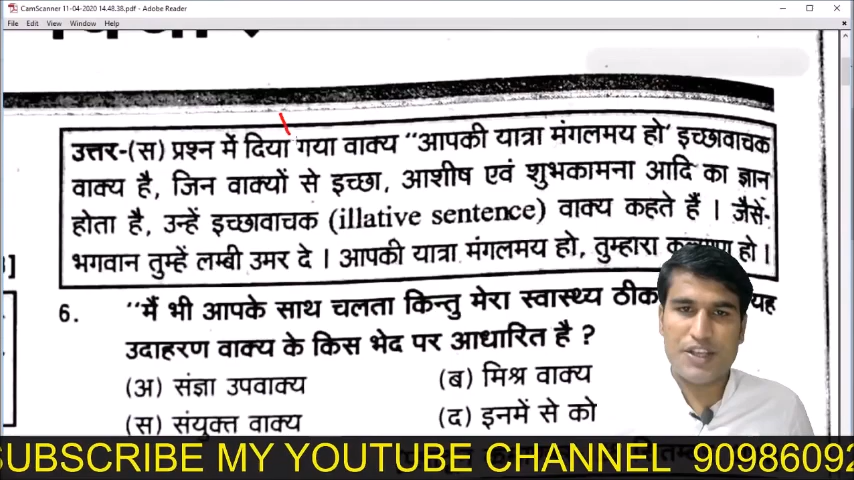 CamScanner 11-04-2020 14.48.38.pdf - Adobe Reader
File Edit View Window Help
उत्तर-(स) प्रश्न में दिया गया वाक्य "आपकी यात्रा मंगलमय हो' इच्छावाचक
वाक्य है, जिन वाक्यों से इच्छा, आशीष एवं शुभकामना आदि का ज्ञान
होता है, उन्हें इच्छावाचक (illative sentence) वाक्य कहते हैं । जैसे-
भगवान तुम्हें लम्बी उमर दे । आपकी यात्रा मंगलमय हो, तुम्हारा हो ।
6. "मैं भी आपके साथ चलता किन्तु मेरा स्वास्थ्य ठीक यह
उदाहरण वाक्य के किस भेद पर आधारित है ?
(अ) संज्ञा उपवाक्य (ब) मिश्र वाक्य
(स) संयुक्त वाक्य (द) इनमें से को
SUBSCRIBE MY YOUTUBE CHANNEL 90986092